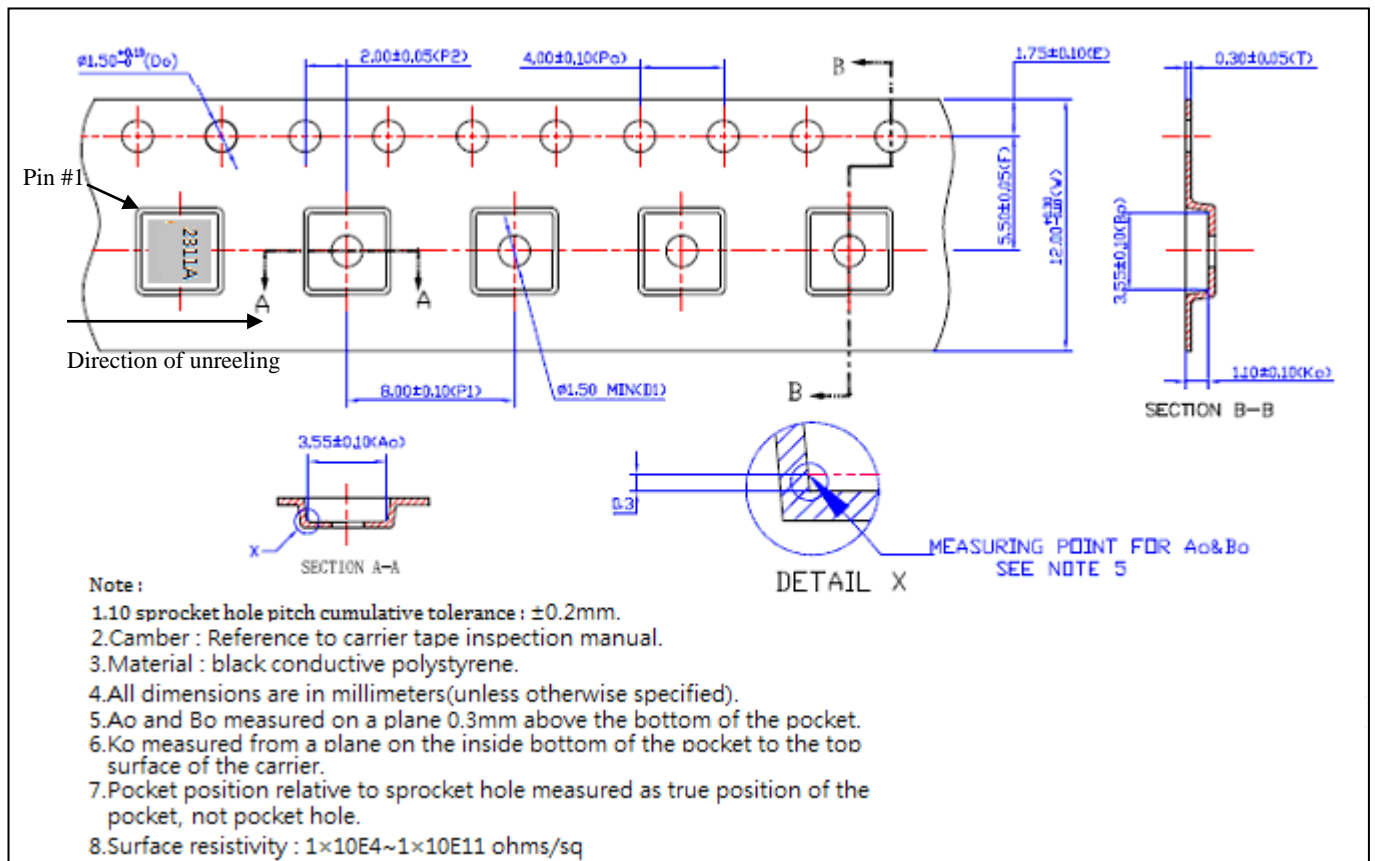 ⌀1.50+0.10-0(Do)
2.00±0.05(P2)
4.00±0.10(Po)
B
1.75±0.10(E)
0.30±0.05(T)
Pin #1
2311A
5.50±0.05(F)
3.55±0.10(Bo)
A
A
Direction of unreeling
8.00±0.10(P1)
⌀1.50 MIN(D1)
B
1.10±0.10(Ko)
SECTION B-B
3.55±0.10(Ao)
0.3
X
SECTION A-A
MEASURING POINT FOR Ao&Bo
SEE NOTE 5
DETAIL X
Note :
1.10 sprocket hole pitch cumulative tolerance : ±0.2mm.
2.Camber : Reference to carrier tape inspection manual.
3.Material : black conductive polystyrene.
4.All dimensions are in millimeters(unless otherwise specified).
5.Ao and Bo measured on a plane 0.3mm above the bottom of the pocket.
6.Ko measured from a plane on the inside bottom of the pocket to the top
surface of the carrier.
7.Pocket position relative to sprocket hole measured as true position of the
pocket, not pocket hole.
8.Surface resistivity : 1×10E4~1×10E11 ohms/sq